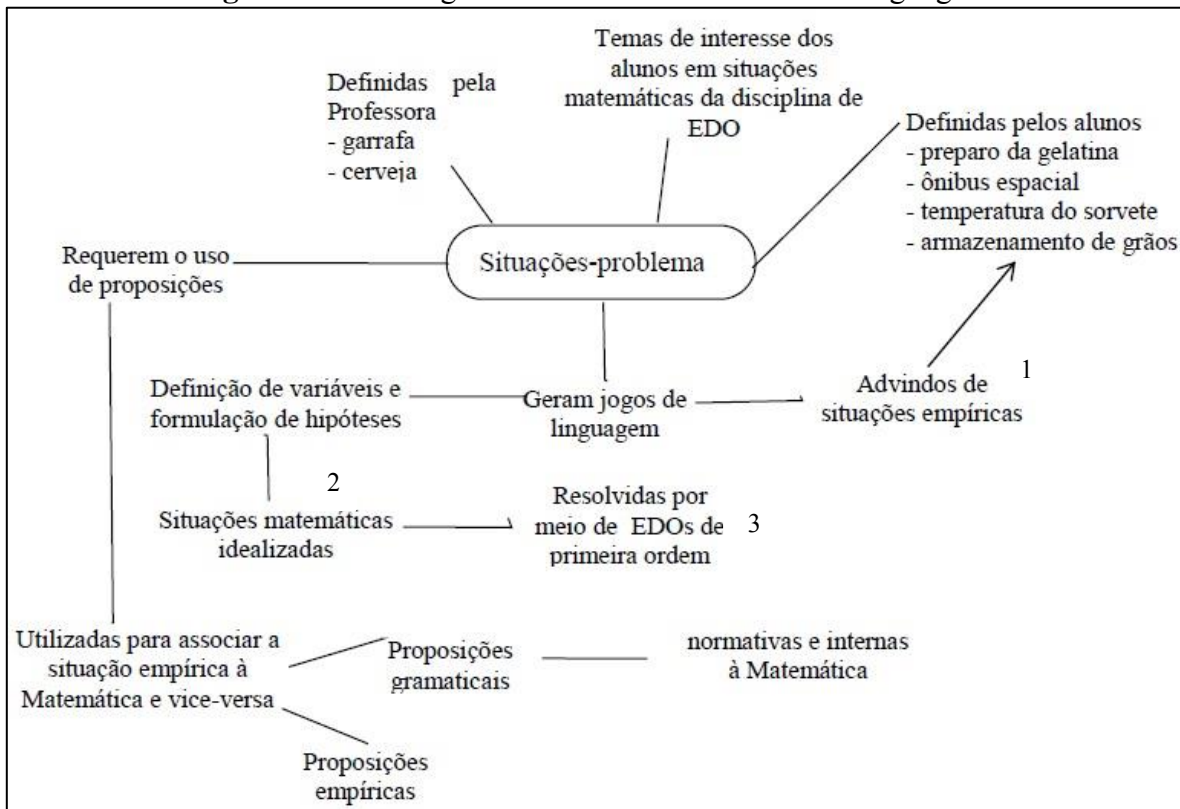 Temas de interesse dos
alunos em situações
matemáticas da disciplina de
EDO
Definidas pela
Professora
- garrafa
- cerveja
Definidas pelos alunos
- preparo da gelatina
- ônibus espacial
- temperatura do sorvete
- armazenamento de grãos
Requerem o uso
de proposições
Situações-problema
Definição de variáveis e
formulação de hipóteses
Geram jogos de
linguagem
Advindos de
situações empíricas
1
2
Situações matemáticas
idealizadas
Resolvidas por
meio de EDOs de
primeira ordem
3
Utilizadas para associar a
situação empírica à
Matemática e vice-versa
Proposições
gramaticais
normativas e internas
à Matemática
Proposições
empíricas